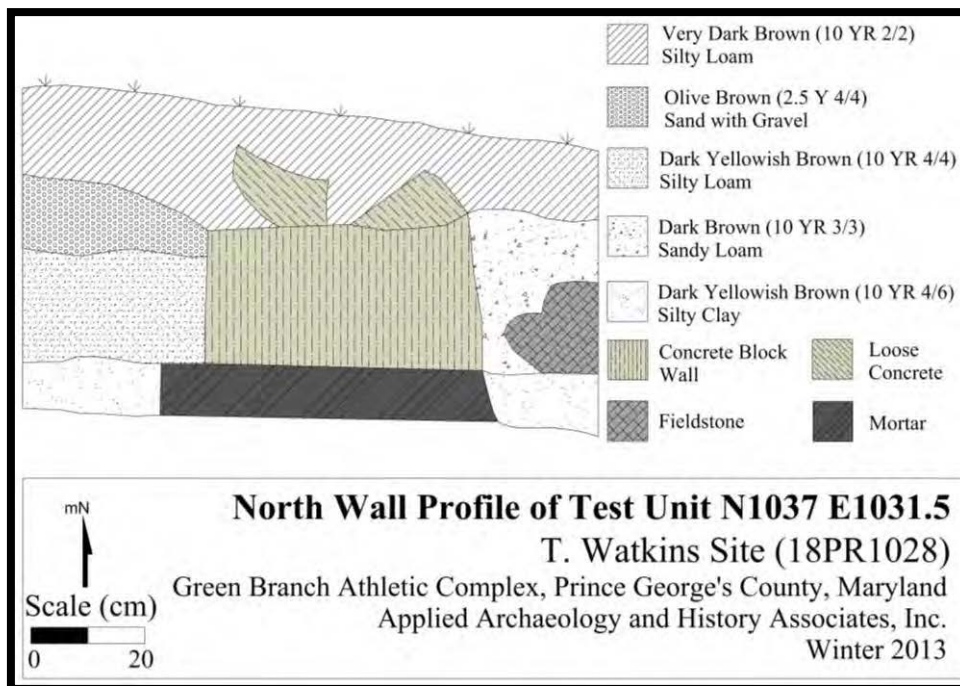 Very Dark Brown (10 YR 2/2)
Silty Loam
Olive Brown (2.5 Y 4/4)
Sand with Gravel
Dark Yellowish Brown (10 YR 4/4)
Silty Loam
Dark Brown (10 YR 3/3)
Sandy Loam
Dark Yellowish Brown (10 YR 4/6)
Silty Clay
Concrete Block
Wall
Loose
Concrete
Fieldstone
Mortar
mN
Scale (cm)
0 20
North Wall Profile of Test Unit N1037 E1031.5
T. Watkins Site (18PR1028)
Green Branch Athletic Complex, Prince George's County, Maryland
Applied Archaeology and History Associates, Inc.
Winter 2013